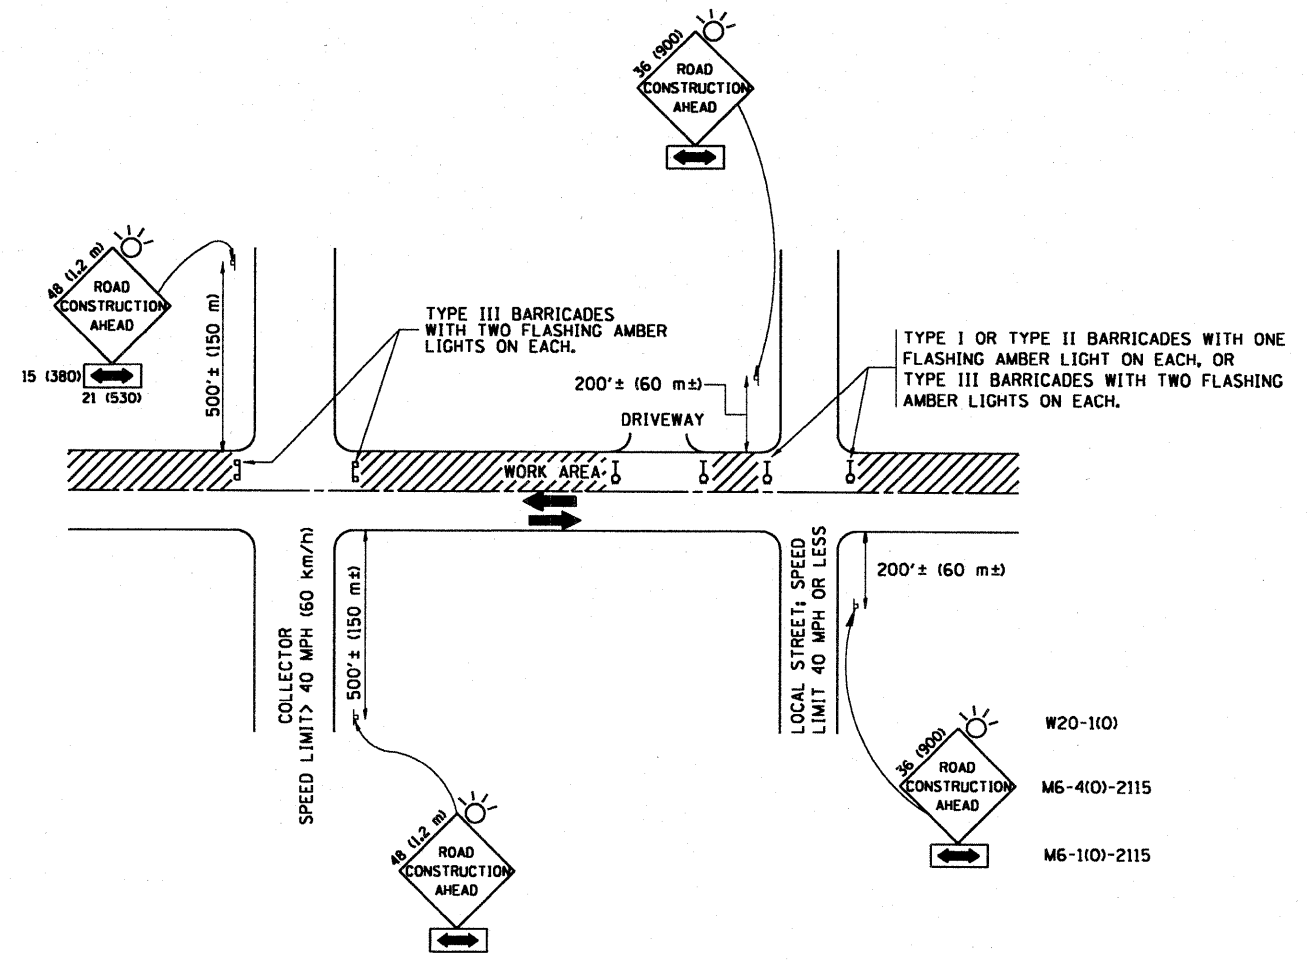 36 (900)
ROAD
CONSTRUCTION
AHEAD
48 (1.2 m)
ROAD
CONSTRUCTION
AHEAD
15 (380)
21 (530)
500'± (150 m)
TYPE III BARRICADES
WITH TWO FLASHING AMBER
LIGHTS ON EACH.
200'± (60 m±)
DRIVEWAY
TYPE I OR TYPE II BARRICADES WITH ONE
FLASHING AMBER LIGHT ON EACH, OR
TYPE III BARRICADES WITH TWO FLASHING
AMBER LIGHTS ON EACH.
WORK AREA
COLLECTOR
SPEED LIMIT> 40 MPH (60 km/h)
500'± (150 m±)
LOCAL STREET: SPEED
LIMIT 40 MPH OR LESS
200'± (60 m±)
48 (1.2 m)
ROAD
CONSTRUCTION
AHEAD
36 (900)
ROAD
CONSTRUCTION
AHEAD
W20-1(O)
M6-4(O)-2115
M6-1(O)-2115